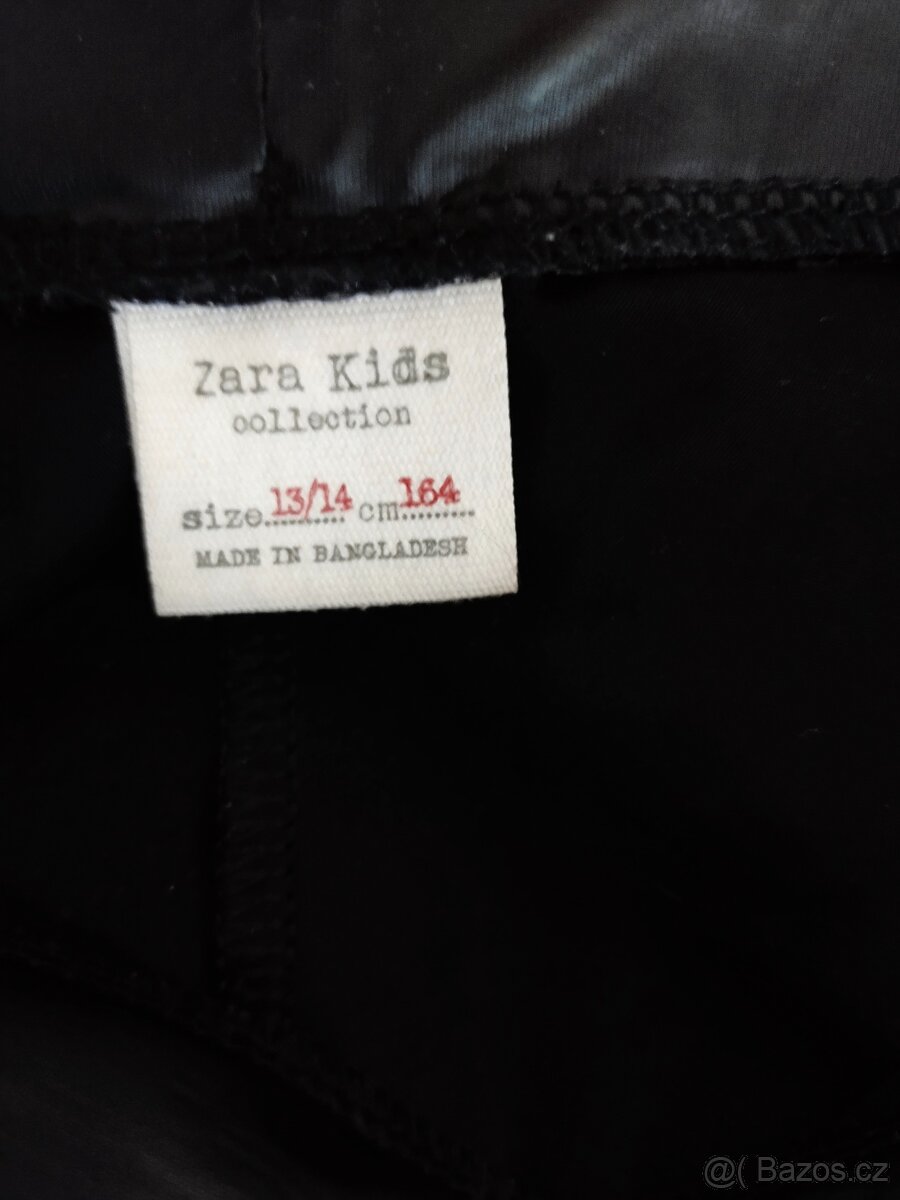 Zara Kids
collection
size.13/14 cm.164
MADE IN BANGLADESH
@( Bazos.cz